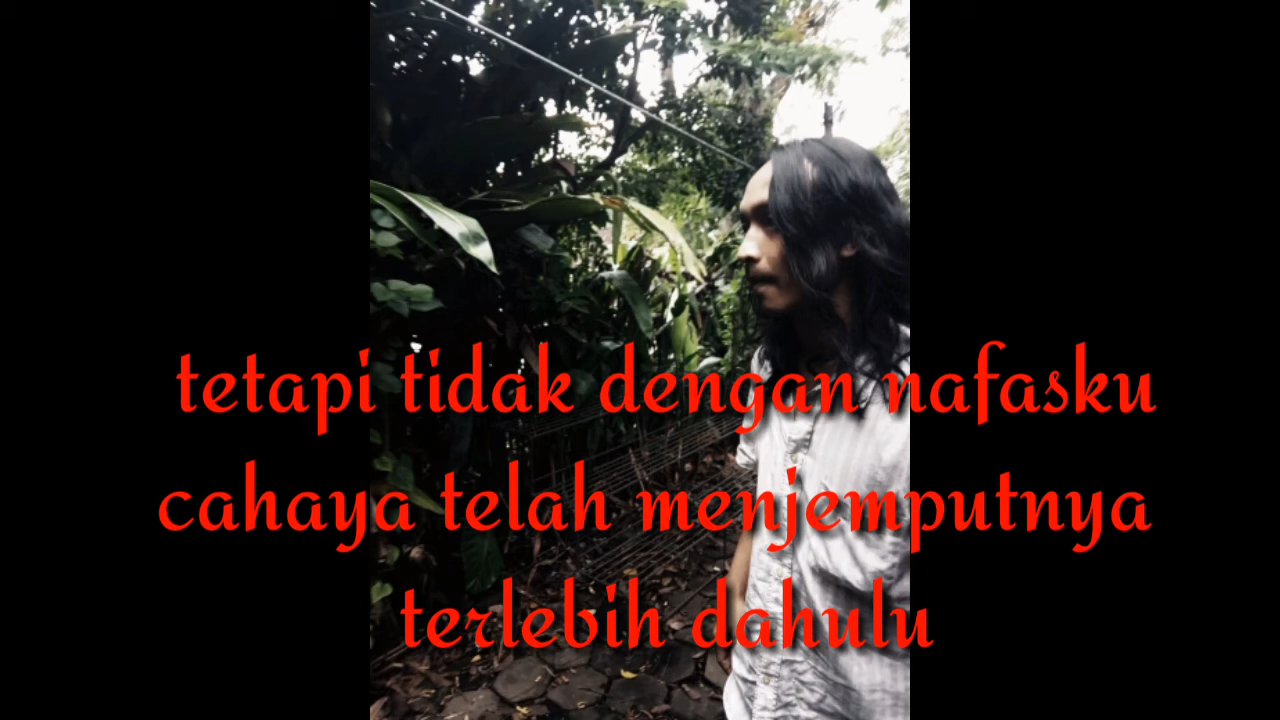 tetapi tidak dengan nafasku
cahaya telah menjemputnya
terlebih dahulu